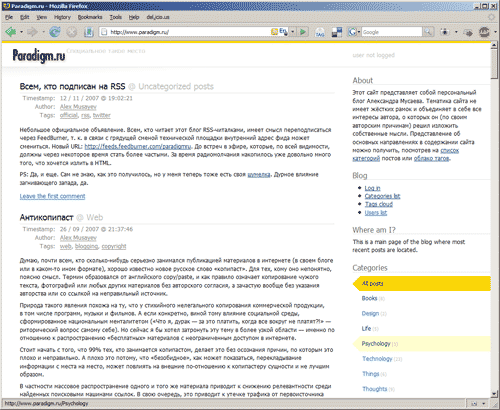 Paradigm.ru - Mozilla Firefox
File Edit View History Bookmarks Tools Help del.icio.us
http://www.paradigm.ru/
Google
Paradigm.ru
user not logged
Всем, кто подписан на RSS @ Uncategorized posts
Timestamp: 12 / 11 / 2007 @ 19:02:21
Author: Alex Musayev
Tags: official, rss, twitter
Небольшое официальное объявление. Всем, кто читает этот блог RSS-читалками, имеет смысл переподписаться
через FeedBurner, т. к. в связи с грядущей сменой технической площадки внутренний адрес фида может
смениться. Новый URL: http://feeds.feedburner.com/paradigmru. До встреч в эфире, которые, по всей видимости,
должны через некоторое время стать более частыми. За время радиомолчания накопилось уже довольно много
того, что хочется излить в HTML.
PS: Да, и еще. Сам не знаю, как это получилось, но у меня теперь тоже есть своя шумелка. Дурное влияние
загнивающего запада, да.
Leave the first comment
Антикопипаст @ Web
Timestamp: 26 / 09 / 2007 @ 21:37:46
Author: Alex Musayev
Tags: web, blogging, copyright
Думаю, почти всем, кто сколько-нибудь серьезно занимался публикацией материалов в интернете (в своем блоге
или в каком-то ином формате), хорошо известно новое русское слово «копипаст». Для тех, кому оно непонятно,
поясню смысл. Термин образовался от английского copy/paste, и как правило означает копирование чужого
текста, фотографий или любых других материалов без авторского согласия, а зачастую вообще без указания
авторства или со ссылкой на неправильный источник.
Природа такого явления похожа на ту, что у стихийного нелегального копирования коммерческой продукции,
в том числе программ, музыки и фильмов. А если конкретно, виной тому влияние социальной среды,
сформированное национальным менталитетом («Что я, дурак — за это платить, когда все вокруг не платят?!» —
риторический вопрос самому себе). Но сейчас я бы хотел затронуть эту тему в более узкой области — именно по
отношению к распространению «бесплатных» материалов с неограниченным доступом в интернете.
Стоит начать с того, что 99% тех, кто занимается копипастом, делает это без осознания причин, по которым это
плохо и неправильно. А плохо это потому, что «безобидное», как может показаться, перекладывание
информации с места на место, может повлиять на внешние по-отношению к копипастеру сущности и не лучшим
образом.
В частности массовое распространение одного и того же материала приводит к снижению релевантности среди
найденных поисковыми машинами ссылок. В свою очередь, это приводит к утечке трафика от первоисточника
About
Этот сайт представляет собой персональный
блог Александра Мусаева. Тематика сайта не
имеет жёстких рамок и объединяет в себе все
интересы автора, о которых он (по своим
авторским причинам) решил изложить
собственные мысли. Представление об
основных направлениях в содержании сайта
можно получить, посмотрев на список
категорий постов или облако тагов.
Blog
Log in
Categories list
Tags cloud
Users list
Where am I?
This is a main page of the blog where most
recent posts are located.
Categories
All posts
Books
Design
Life
Psychology
Technology
Things
Thoughts
http://www.paradigm.ru/Psychology